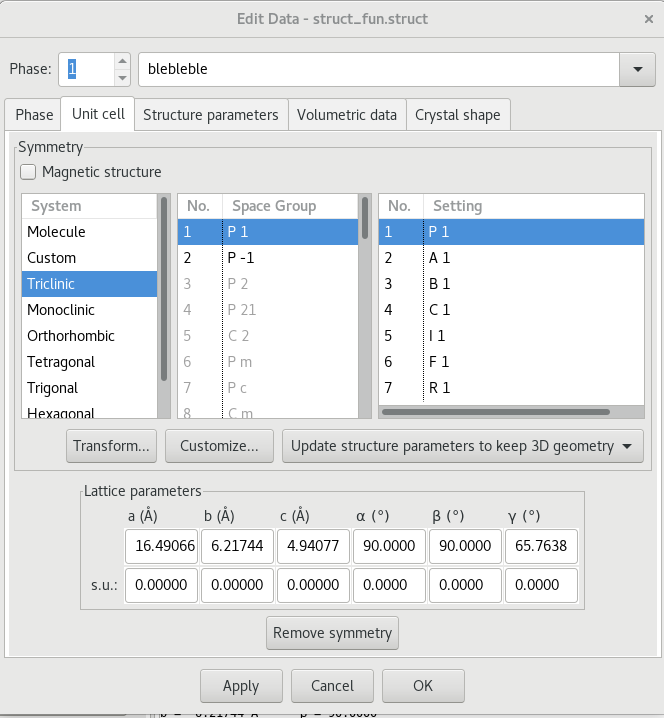 Edit Data - struct_fun.struct ×
Phase: 1 blebleble
Phase Unit cell Structure parameters Volumetric data Crystal shape
Symmetry
Magnetic structure
System No. Space Group No. Setting
Molecule 1 P 1 1 P 1
Custom 2 P -1 2 A 1
Triclinic 3 P 2 3 B 1
Monoclinic 4 P 21 4 C 1
Orthorhombic 5 C 2 5 I 1
Tetragonal 6 P m 6 F 1
Trigonal 7 P c 7 R 1
Hexagonal 8 C m
Transform... Customize... Update structure parameters to keep 3D geometry
Lattice parameters
a (Å) b (Å) c (Å) α (°) β (°) γ (°)
16.49066 6.21744 4.94077 90.0000 90.0000 65.7638
s.u.: 0.00000 0.00000 0.00000 0.0000 0.0000 0.0000
Remove symmetry
Apply Cancel OK